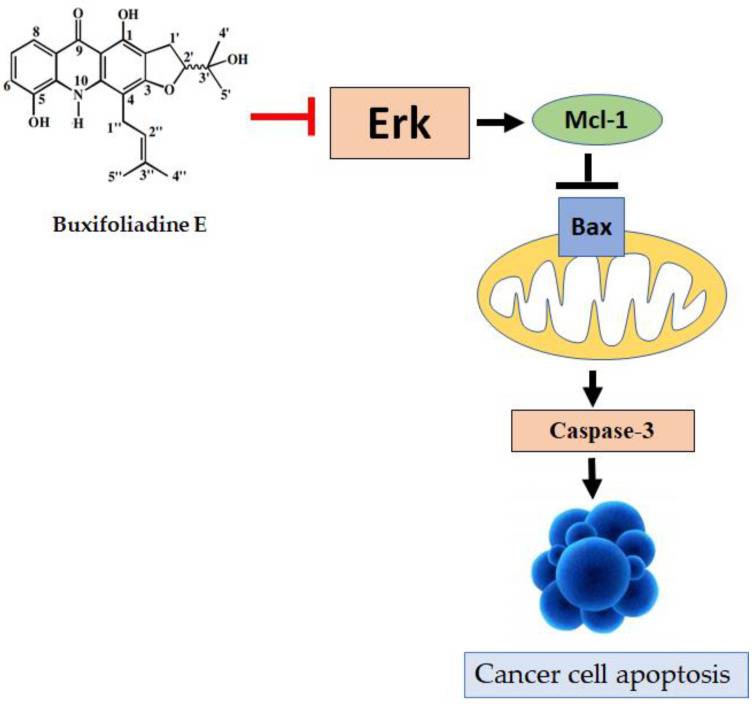 O
OH
8
1
1'
4'
9
2'
3'
OH
5'
6
5
10
N
H
4
3
O
OH
1''
2''
3''
5''
4''
Buxifoliadine E
Erk
Mcl-1
Bax
Caspase-3
Cancer cell apoptosis